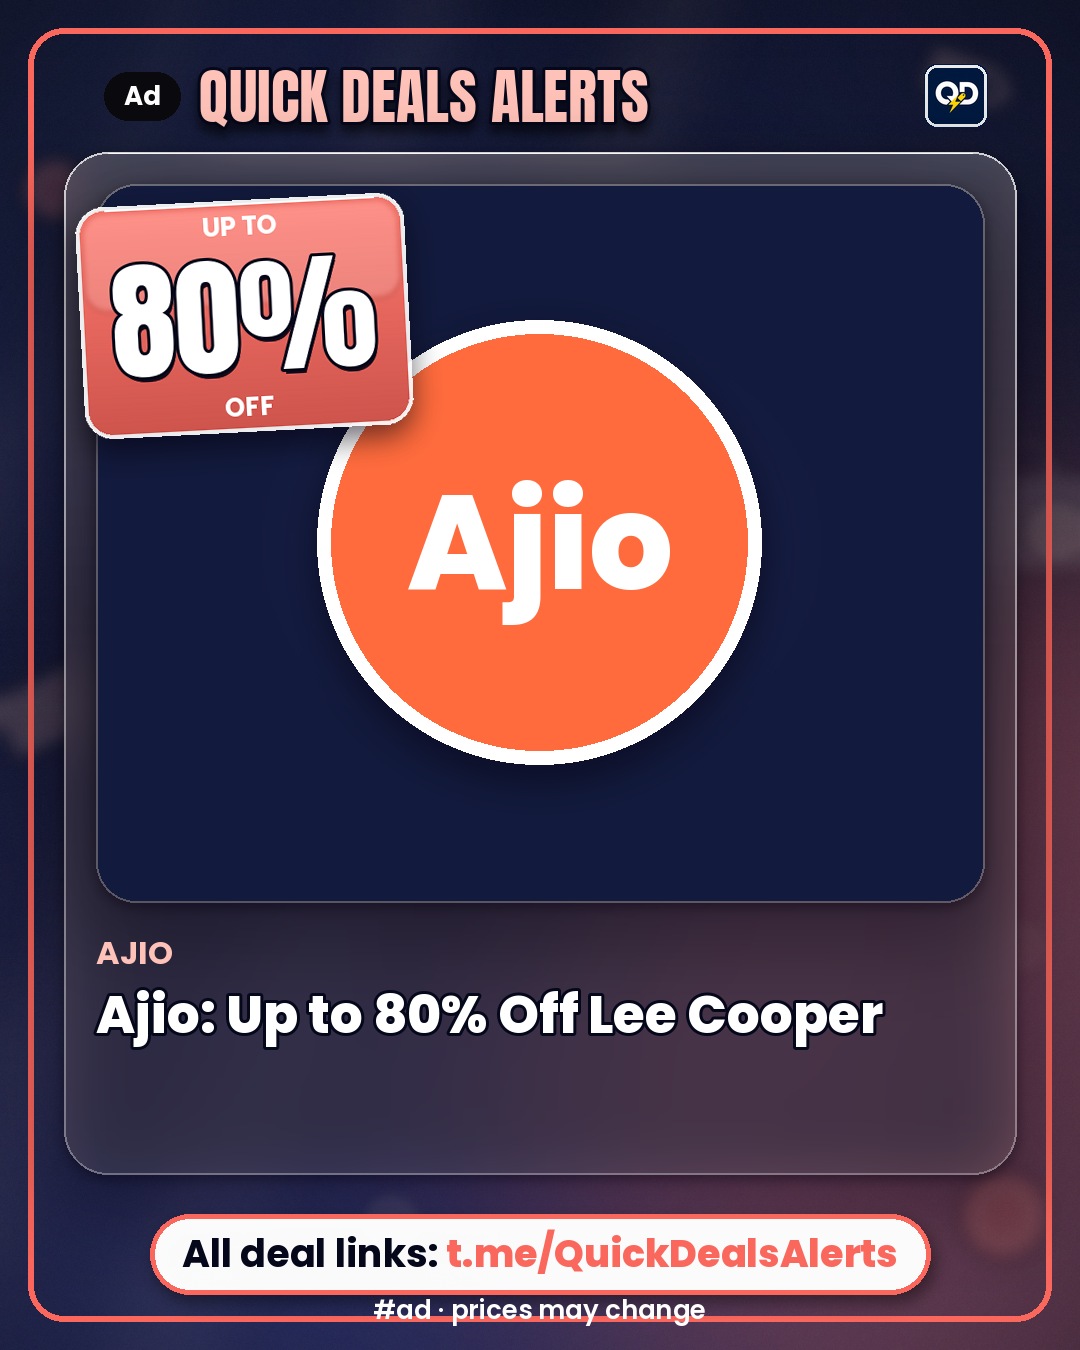 Ad
QUICK DEALS ALERTS
QD
UP TO
80%
OFF
Ajio
AJIO
Ajio: Up to 80% Off Lee Cooper
All deal links: t.me/QuickDealsAlerts
#ad · prices may change